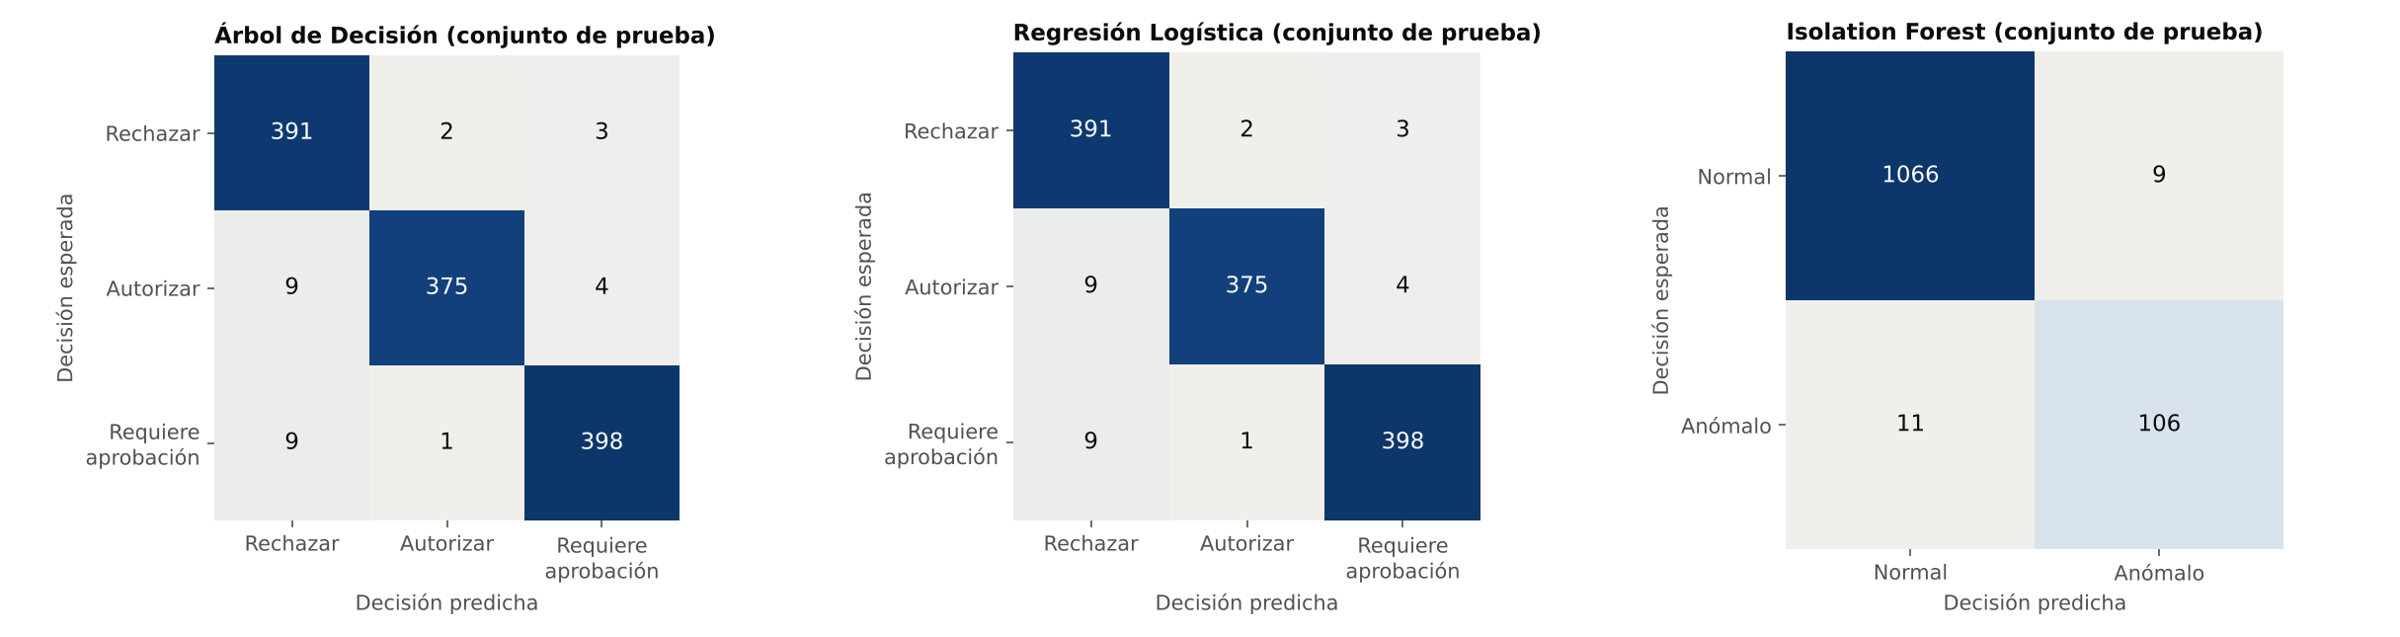 Árbol de Decisión (conjunto de prueba)
Decisión esperada
Rechazar
391 2 3
Autorizar
9 375 4
Requiere
aprobación
9 1 398
Rechazar Autorizar Requiere
aprobación
Decisión predicha
Regresión Logística (conjunto de prueba)
Decisión esperada
Rechazar
391 2 3
Autorizar
9 375 4
Requiere
aprobación
9 1 398
Rechazar Autorizar Requiere
aprobación
Decisión predicha
Isolation Forest (conjunto de prueba)
Decisión esperada
Normal
1066 9
Anómalo
11 106
Normal Anómalo
Decisión predicha